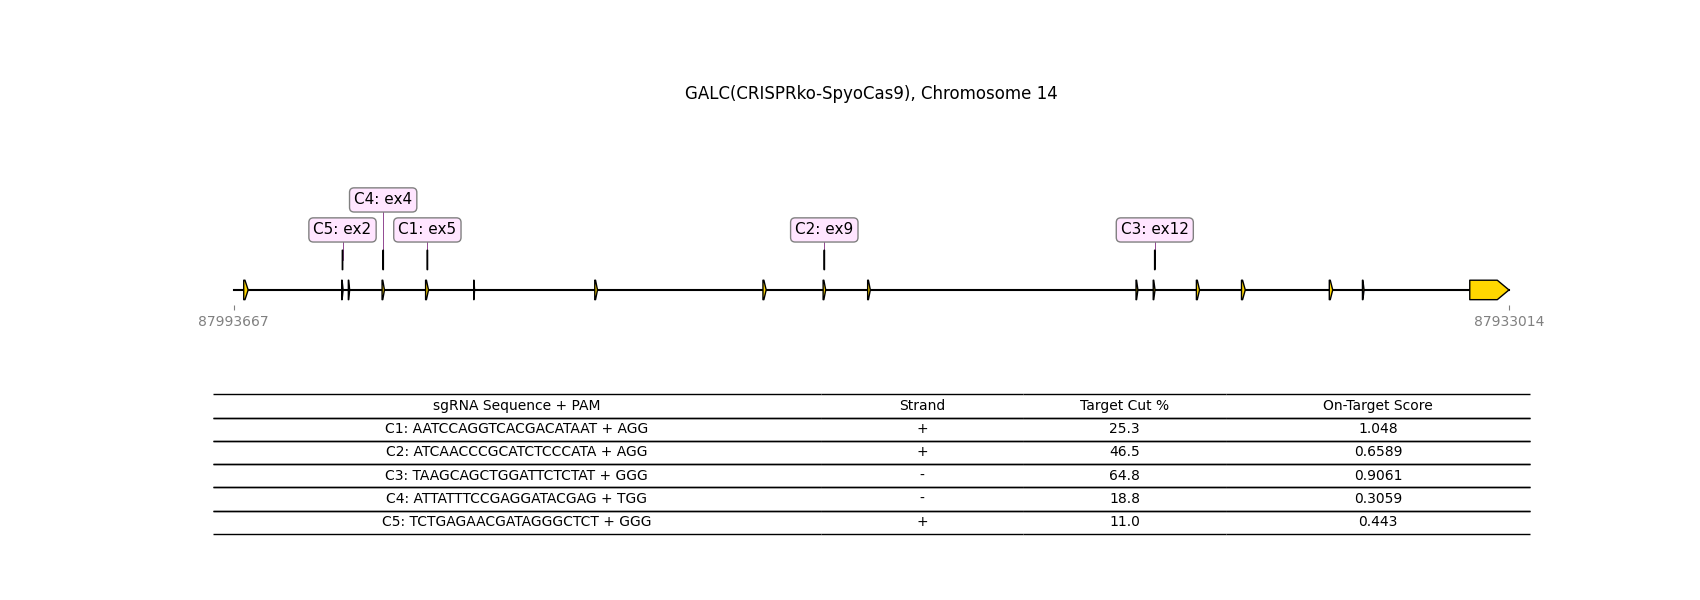 GALC(CRISPRko-SpyoCas9), Chromosome 14
C4: ex4
C5: ex2 C1: ex5 C2: ex9 C3: ex12
87993667 87933014
sgRNA Sequence + PAM Strand Target Cut % On-Target Score
C1: AATCCAGGTCACGACATAAT + AGG + 25.3 1.048
C2: ATCAACCCGCATCTCCCATA + AGG + 46.5 0.6589
C3: TAAGCAGCTGGATTCTCTAT + GGG - 64.8 0.9061
C4: ATTATTTCCGAGGATACGAG + TGG - 18.8 0.3059
C5: TCTGAGAACGATAGGGCTCT + GGG + 11.0 0.443